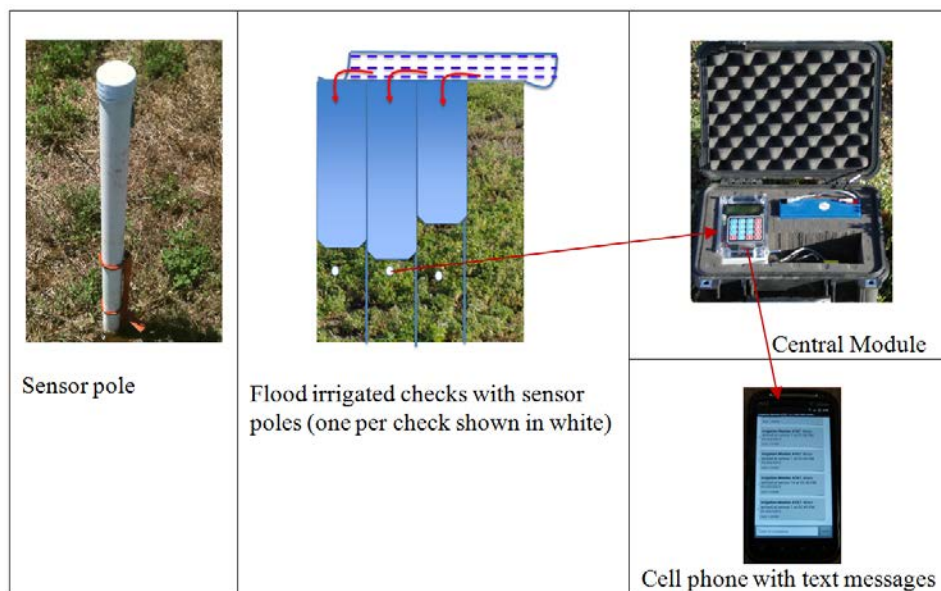 Sensor pole
Flood irrigated checks with sensor
poles (one per check shown in white)
Central Module
Cell phone with text messages